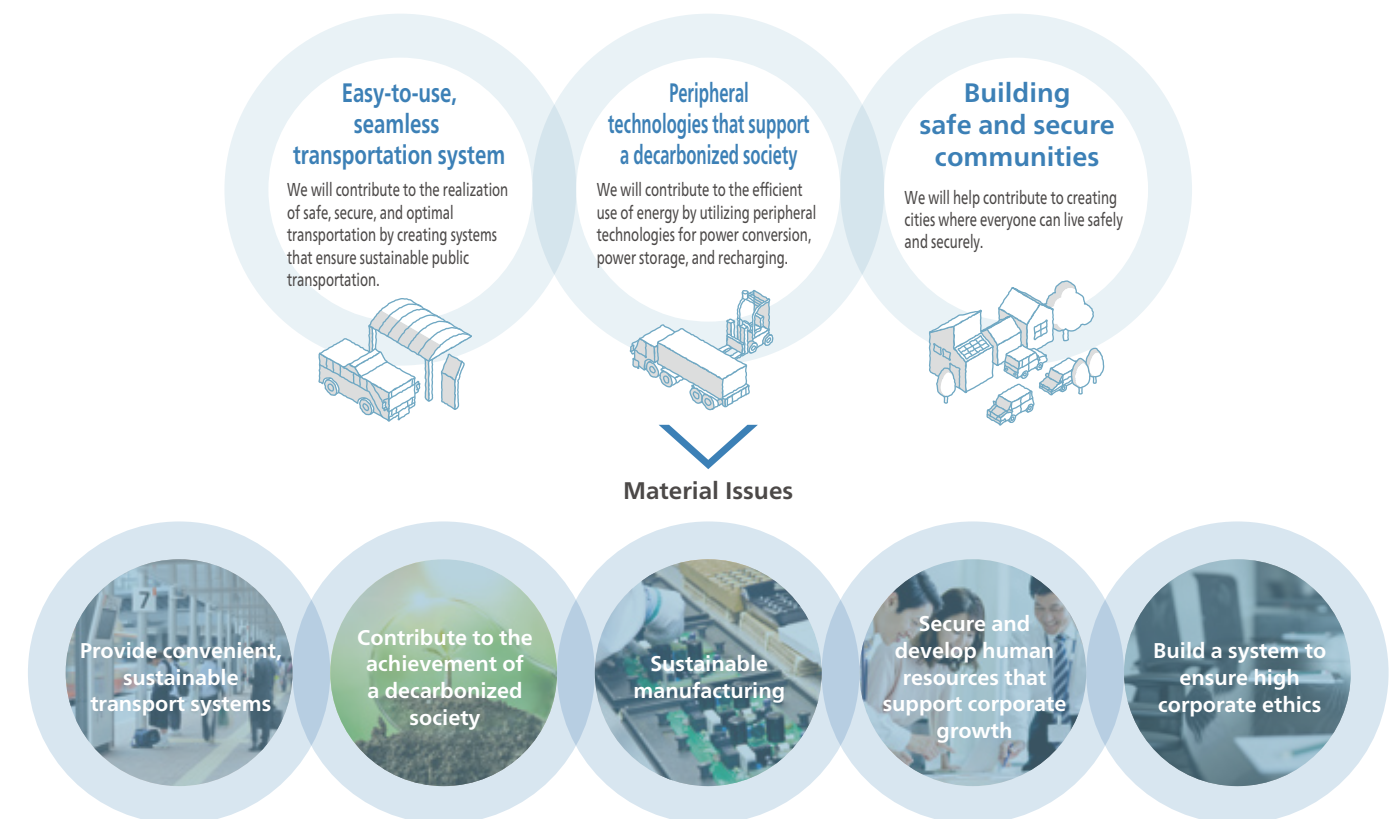 Easy-to-use,
seamless
transportation system
We will contribute to the realization
of safe, secure, and optimal
transportation by creating systems
that ensure sustainable public
transportation.
Peripheral
technologies that support
a decarbonized society
We will contribute to the efficient
use of energy by utilizing peripheral
technologies for power conversion,
power storage, and recharging.
Building
safe and secure
communities
We will help contribute to creating
cities where everyone can live safely
and securely.
Material Issues
7
Provide convenient,
sustainable
transport systems
Contribute to the
achievement of
a decarbonized
society
Sustainable
manufacturing
Secure and
develop human
resources that
support corporate
growth
Build a system to
ensure high
corporate ethics